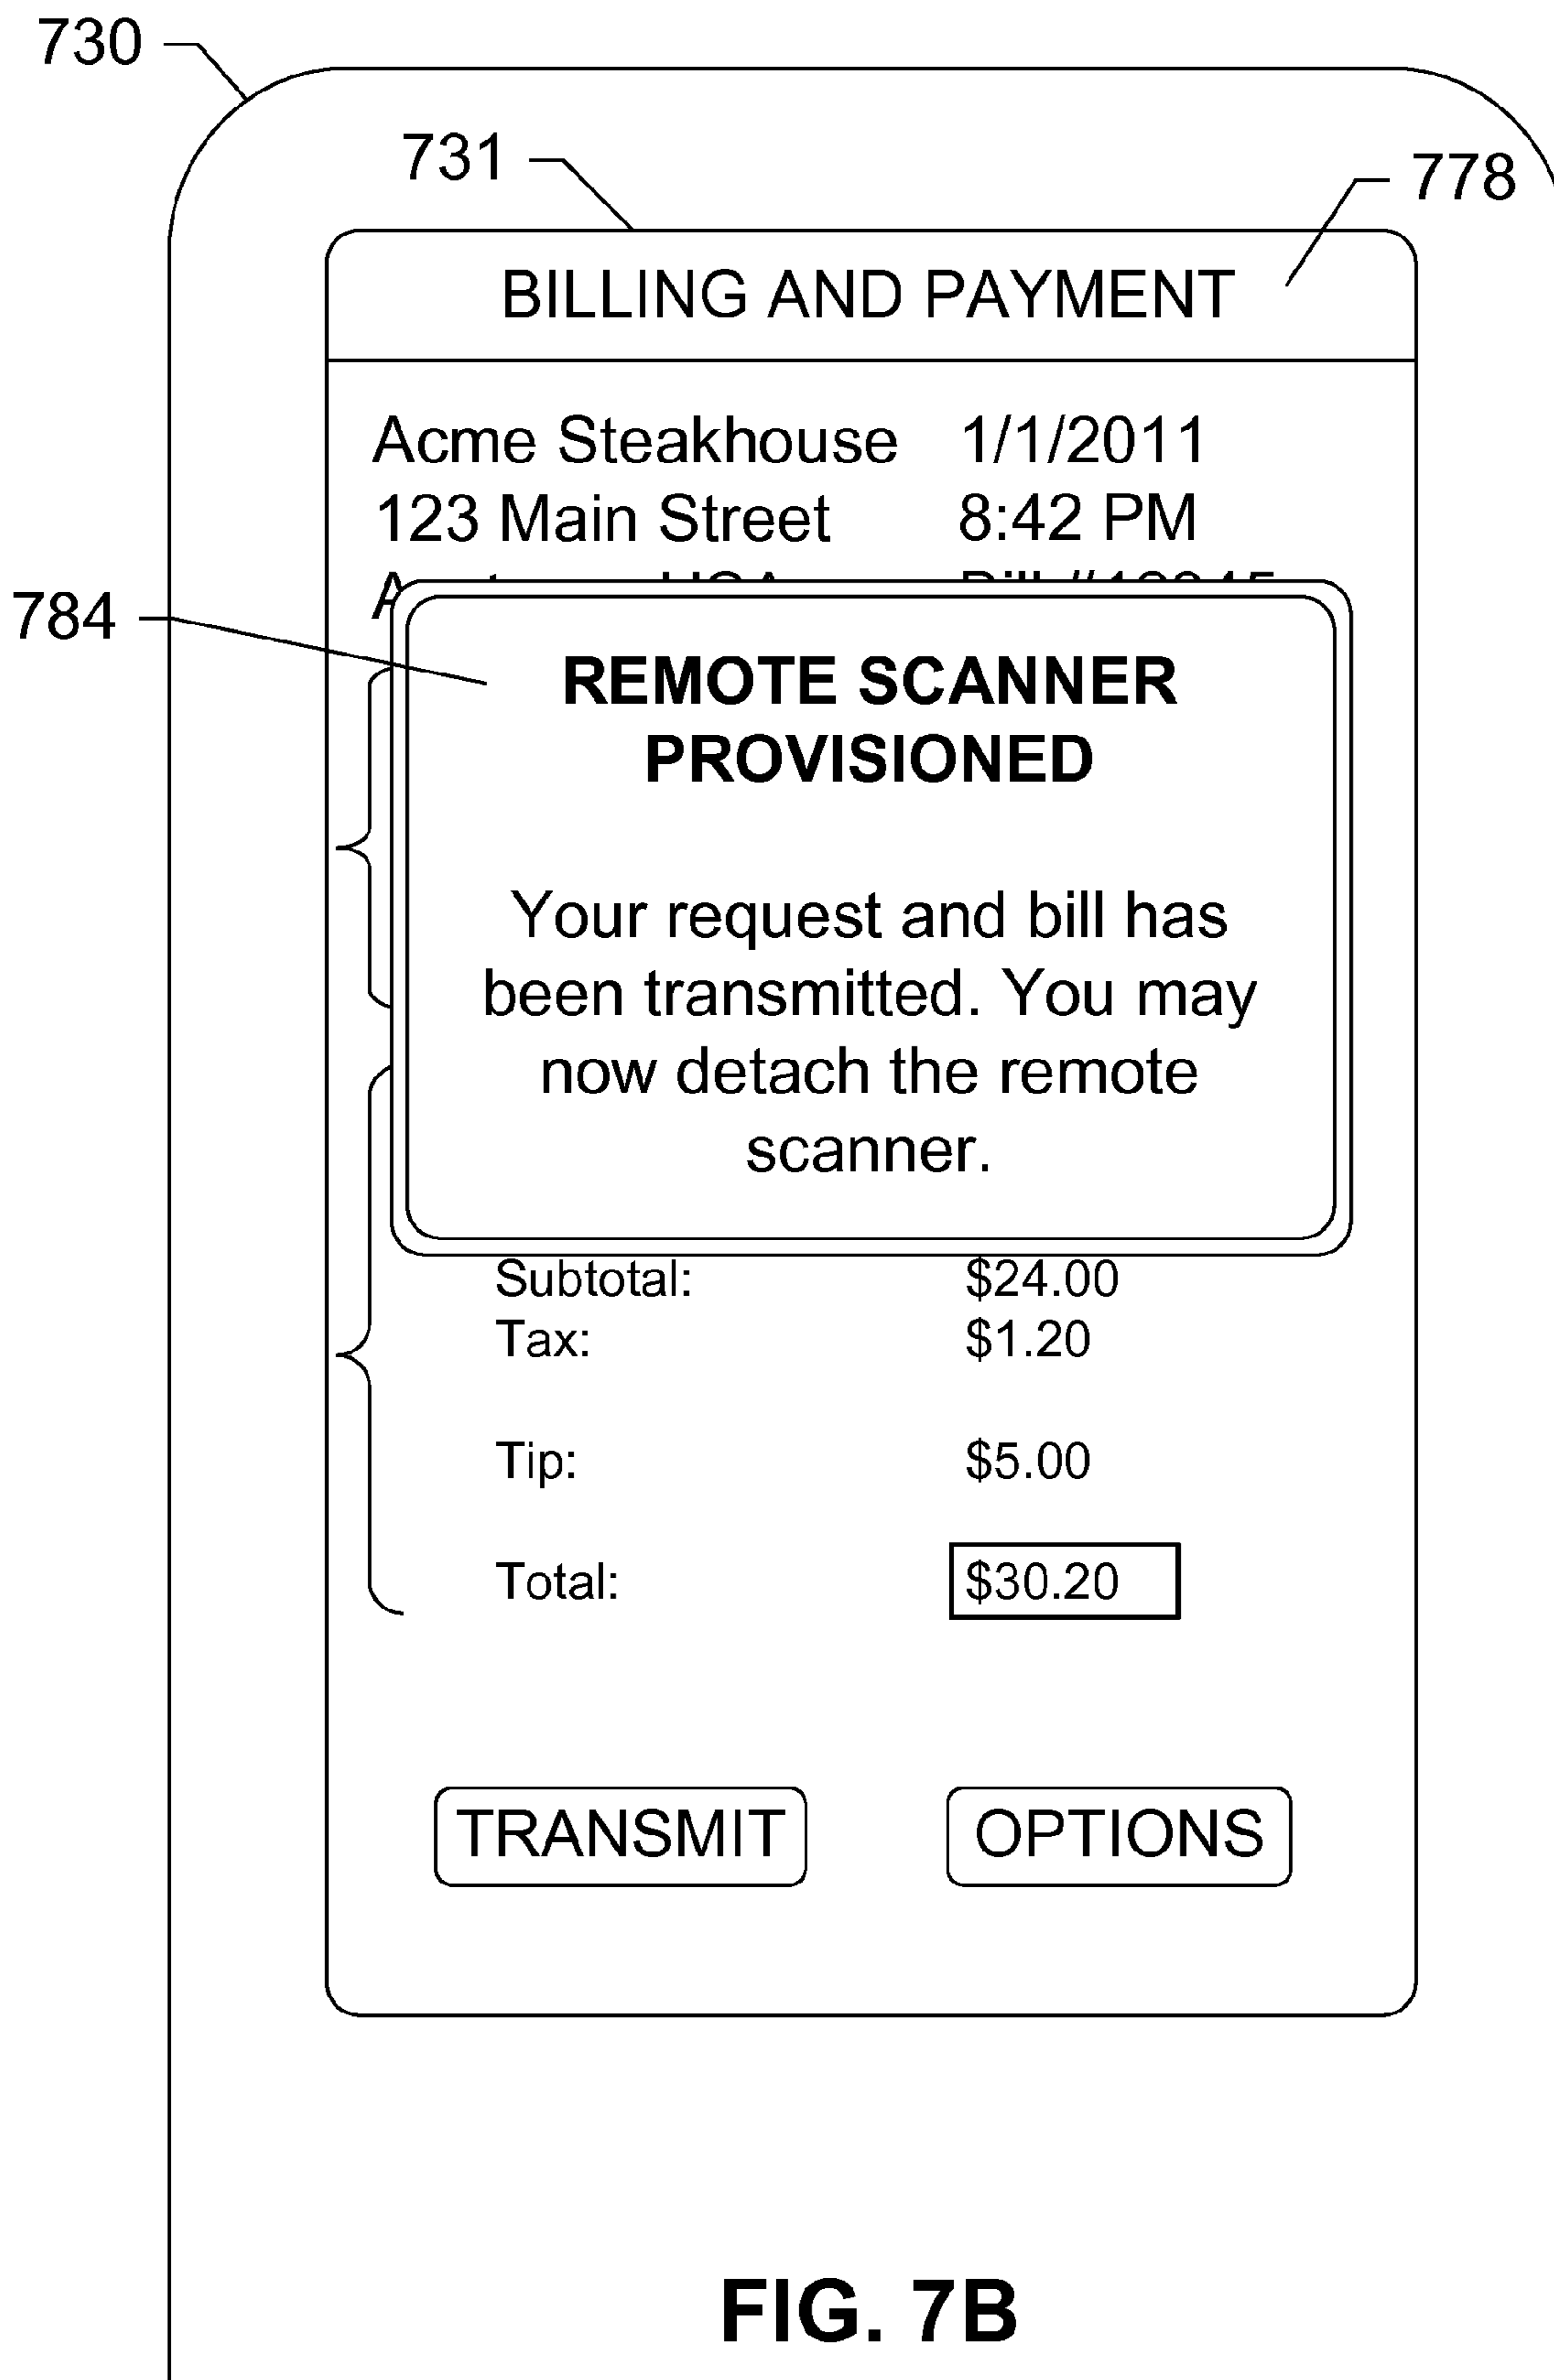 730
731
778
BILLING AND PAYMENT
Acme Steakhouse 1/1/2011
123 Main Street 8:42 PM
784
REMOTE SCANNER
PROVISIONED
Your request and bill has
been transmitted. You may
now detach the remote
scanner.
Subtotal: $24.00
Tax: $1.20
Tip: $5.00
Total: $30.20
TRANSMIT OPTIONS
FIG. 7B